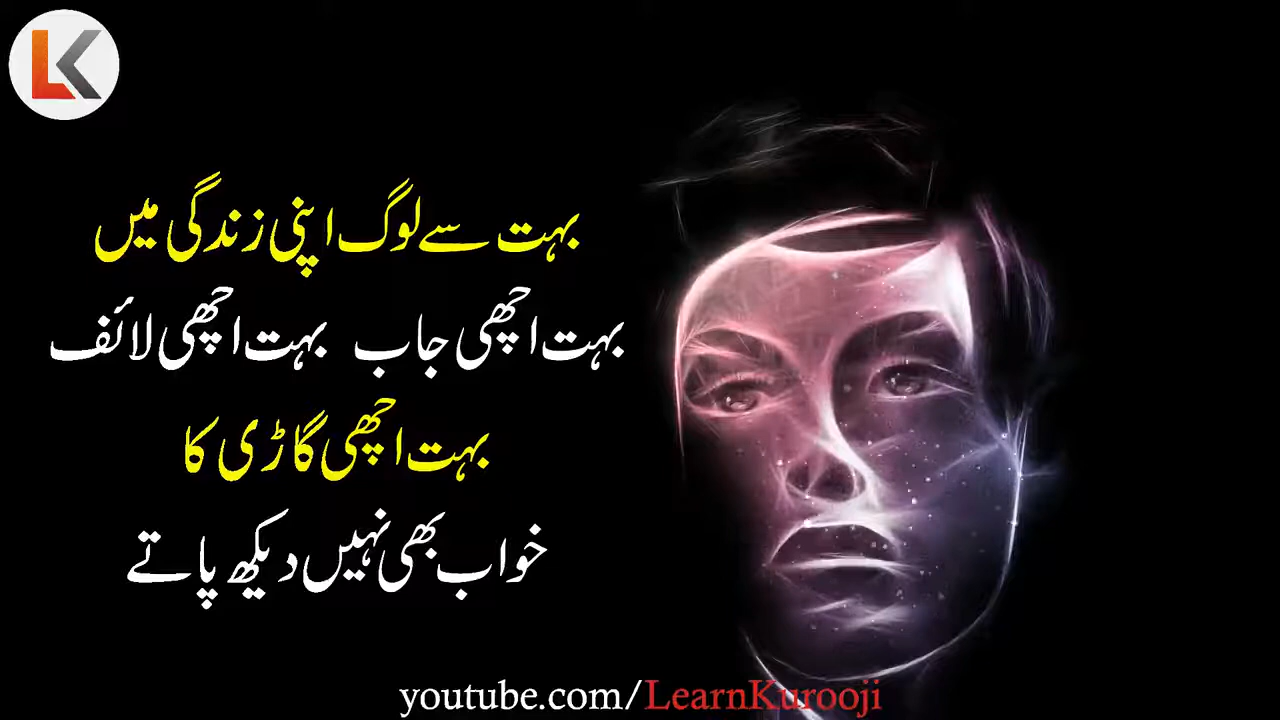 LK
بہت سے لوگ اپنی زندگی میں
بہت اچھی جاب بہت اچھی لائف
بہت اچھی گاڑی کا
خواب بھی نہیں دیکھ پاتے
youtube.com/LearnKurooji